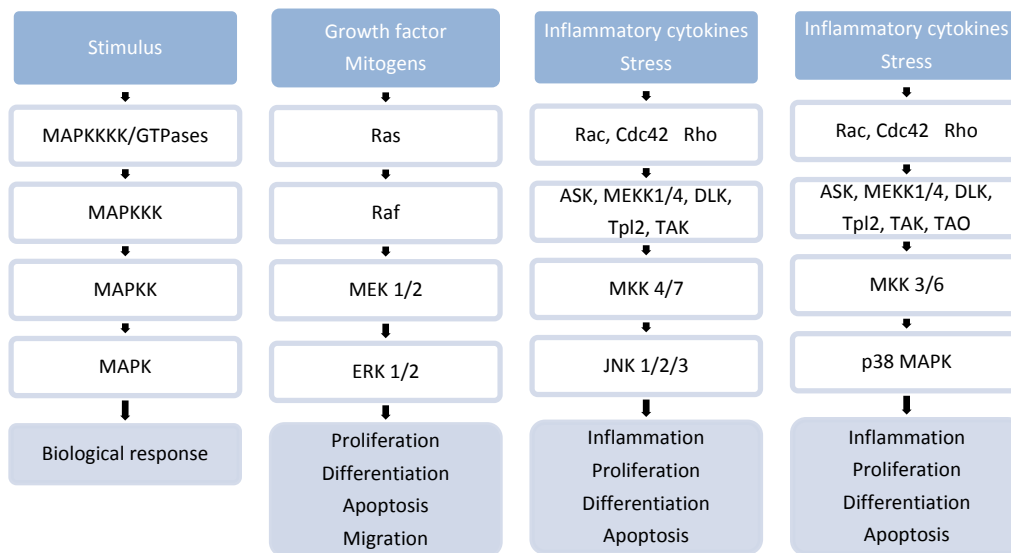 Stimulus
MAPKKKK/GTPases
MAPKKK
MAPKK
MAPK
Biological response
Growth factor
Mitogens
Ras
Raf
MEK 1/2
ERK 1/2
Proliferation
Differentiation
Apoptosis
Migration
Inflammatory cytokines
Stress
Rac, Cdc42 Rho
ASK, MEKK1/4, DLK,
Tpl2, TAK
MKK 4/7
JNK 1/2/3
Inflammation
Proliferation
Differentiation
Apoptosis
Inflammatory cytokines
Stress
Rac, Cdc42 Rho
ASK, MEKK1/4, DLK,
Tpl2, TAK, TAO
MKK 3/6
p38 MAPK
Inflammation
Proliferation
Differentiation
Apoptosis